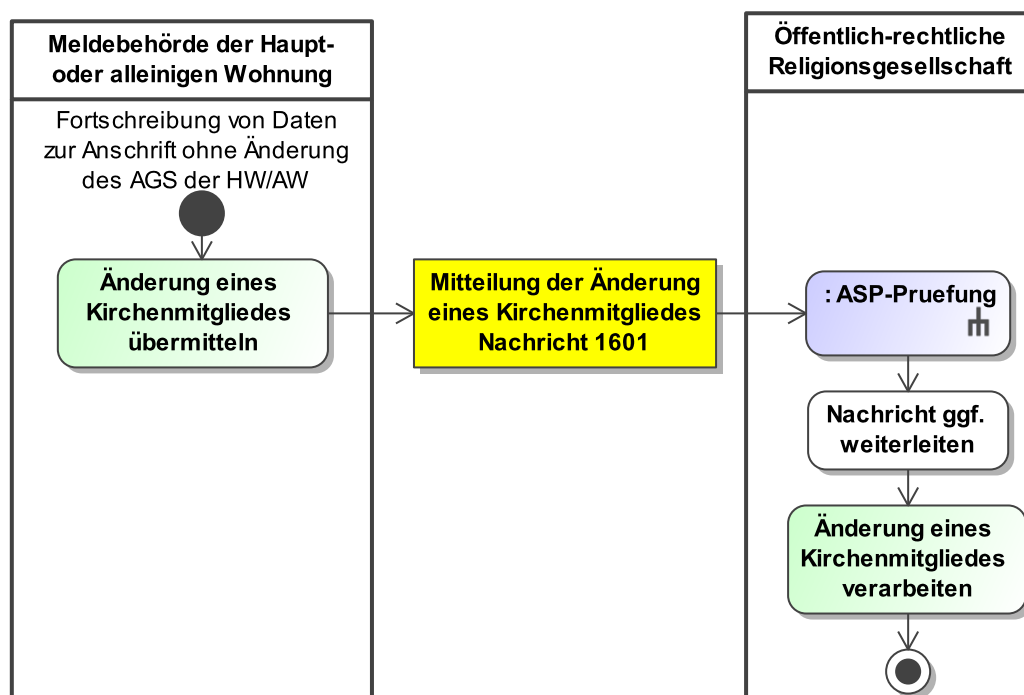 Meldebehörde der Haupt-
oder alleinigen Wohnung
Fortschreibung von Daten
zur Anschrift ohne Änderung
des AGS der HW/AW
Änderung eines
Kirchenmitgliedes
übermitteln
Mitteilung der Änderung
eines Kirchenmitgliedes
Nachricht 1601
Öffentlich-rechtliche
Religionsgesellschaft
: ASP-Pruefung
Nachricht ggf.
weiterleiten
Änderung eines
Kirchenmitgliedes
verarbeiten